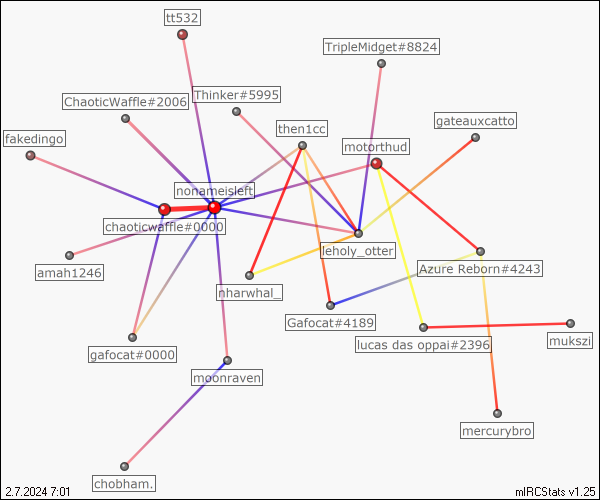 tt532
TripleMidget#8824
Thinker#5995
ChaoticWaffle#2006
gateauxcatto
then1cc
fakedingo
motorthud
nonameisleft
chaoticwaffle#0000
leholy_otter
amah1246
Azure Reborn#4243
nharwhal_
Gafocat#4189
lucas das oppai#2396
mukszi
gafocat#0000
moonraven
mercurybro
chobham.
2.7.2024 7:01
mIRCStats v1.25